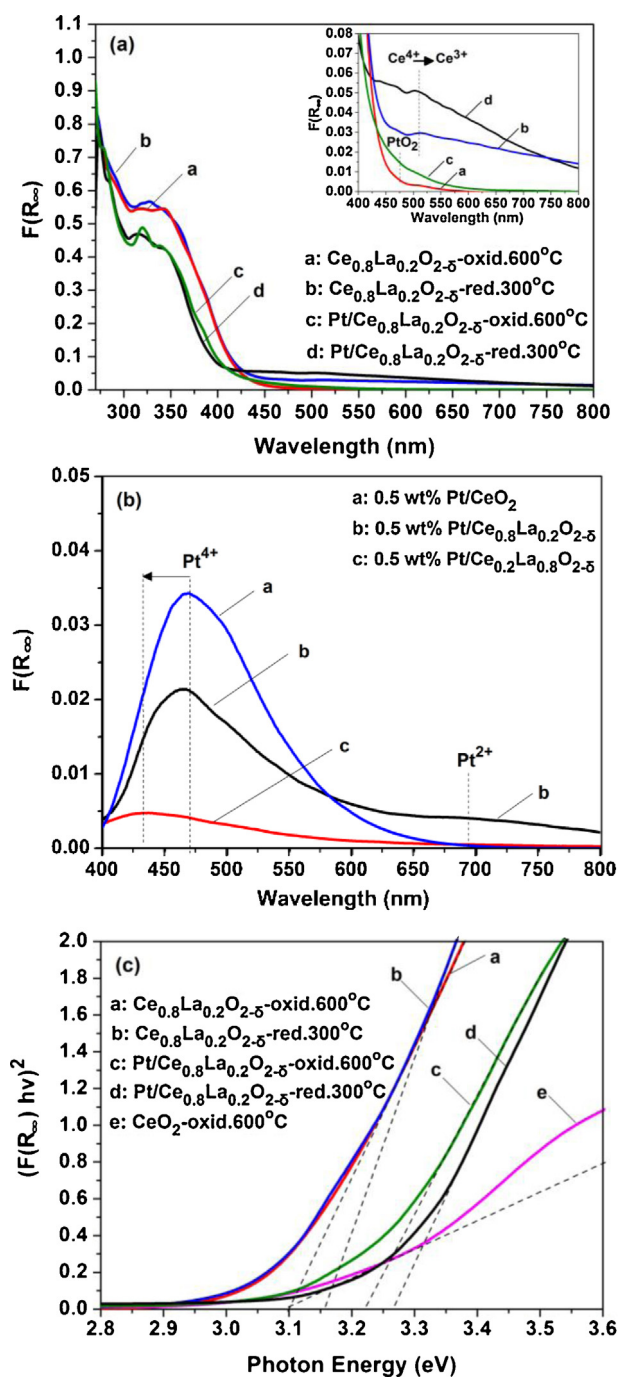 (a)
F(R∞)
1.1
1.0
0.9
0.8
0.7
0.6
0.5
0.4
0.3
0.2
0.1
0.0
300 350 400 450 500 550 600 650 700 750 800
Wavelength (nm)
b
a
c
d
F(R∞)
0.08
0.07
0.06
0.05
0.04
0.03
0.02
0.01
0.00
400 450 500 550 600 650 700 750 800
Wavelength (nm)
Ce4+ → Ce3+
d
b
PtO2
c
a
a: Ce0.8La0.2O2-δ-oxid.600°C
b: Ce0.8La0.2O2-δ-red.300°C
c: Pt/Ce0.8La0.2O2-δ-oxid.600°C
d: Pt/Ce0.8La0.2O2-δ-red.300°C
(b)
F(R∞)
0.05
0.04
0.03
0.02
0.01
0.00
400 450 500 550 600 650 700 750 800
Wavelength (nm)
a: 0.5 wt% Pt/CeO2
b: 0.5 wt% Pt/Ce0.8La0.2O2-δ
c: 0.5 wt% Pt/Ce0.2La0.8O2-δ
Pt4+
a
b
c
Pt2+
b
(c)
(F(R∞) hv)2
2.0
1.8
1.6
1.4
1.2
1.0
0.8
0.6
0.4
0.2
0.0
2.8 2.9 3.0 3.1 3.2 3.3 3.4 3.5 3.6
Photon Energy (eV)
a: Ce0.8La0.2O2-δ-oxid.600°C
b: Ce0.8La0.2O2-δ-red.300°C
c: Pt/Ce0.8La0.2O2-δ-oxid.600°C
d: Pt/Ce0.8La0.2O2-δ-red.300°C
e: CeO2-oxid.600°C
b
a
d
c
e